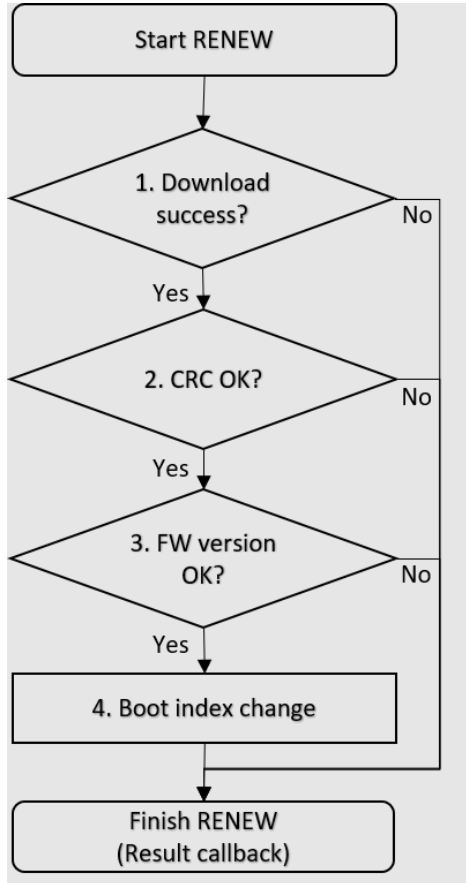 Start RENEW
1. Download
success?
No
Yes
2. CRC OK?
No
Yes
3. FW version
OK?
No
Yes
4. Boot index change
Finish RENEW
(Result callback)